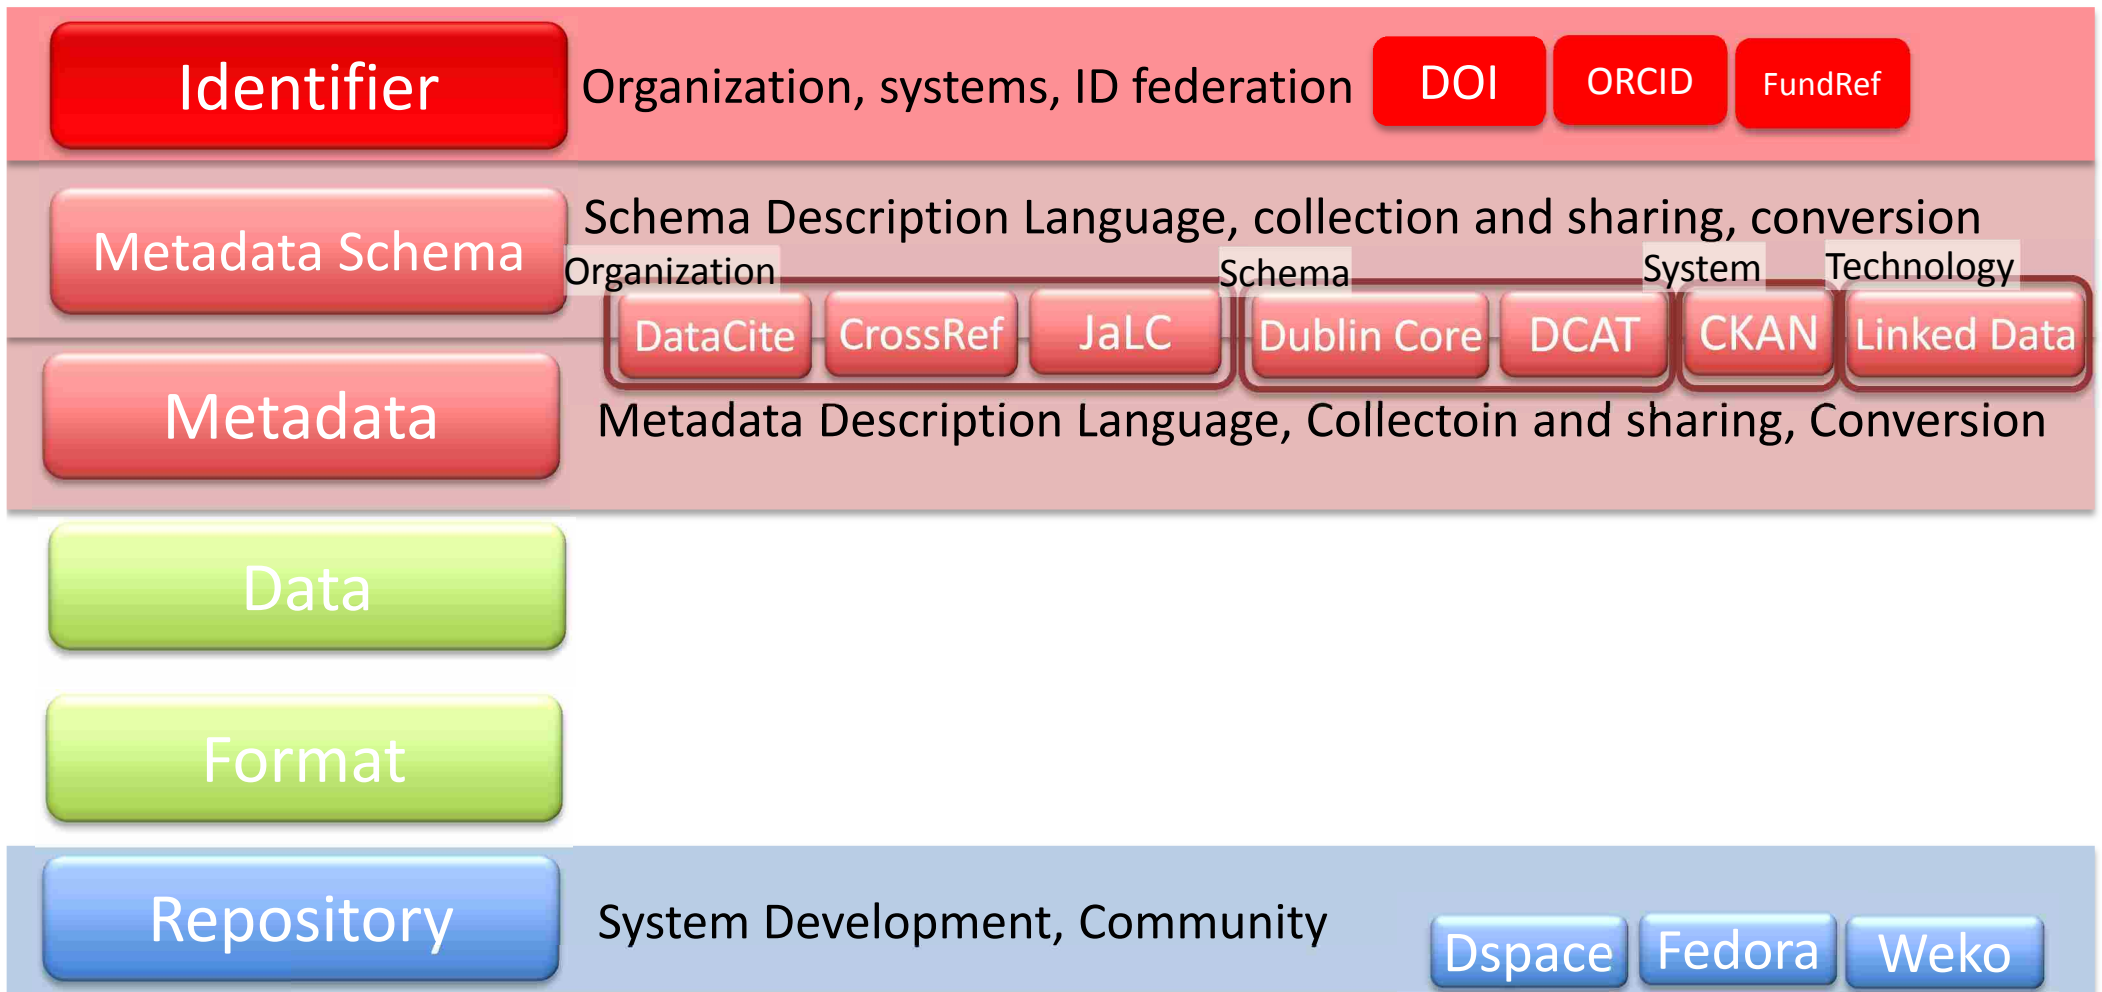 Identifier
Organization, systems, ID federation
DOI
ORCID
FundRef
Metadata Schema
Schema Description Language, collection and sharing, conversion
Organization
Schema
System
Technology
DataCite
CrossRef
JaLC
Dublin Core
DCAT
CKAN
Linked Data
Metadata
Metadata Description Language, Collectoin and sharing, Conversion
Data
Format
Repository
System Development, Community
Dspace
Fedora
Weko